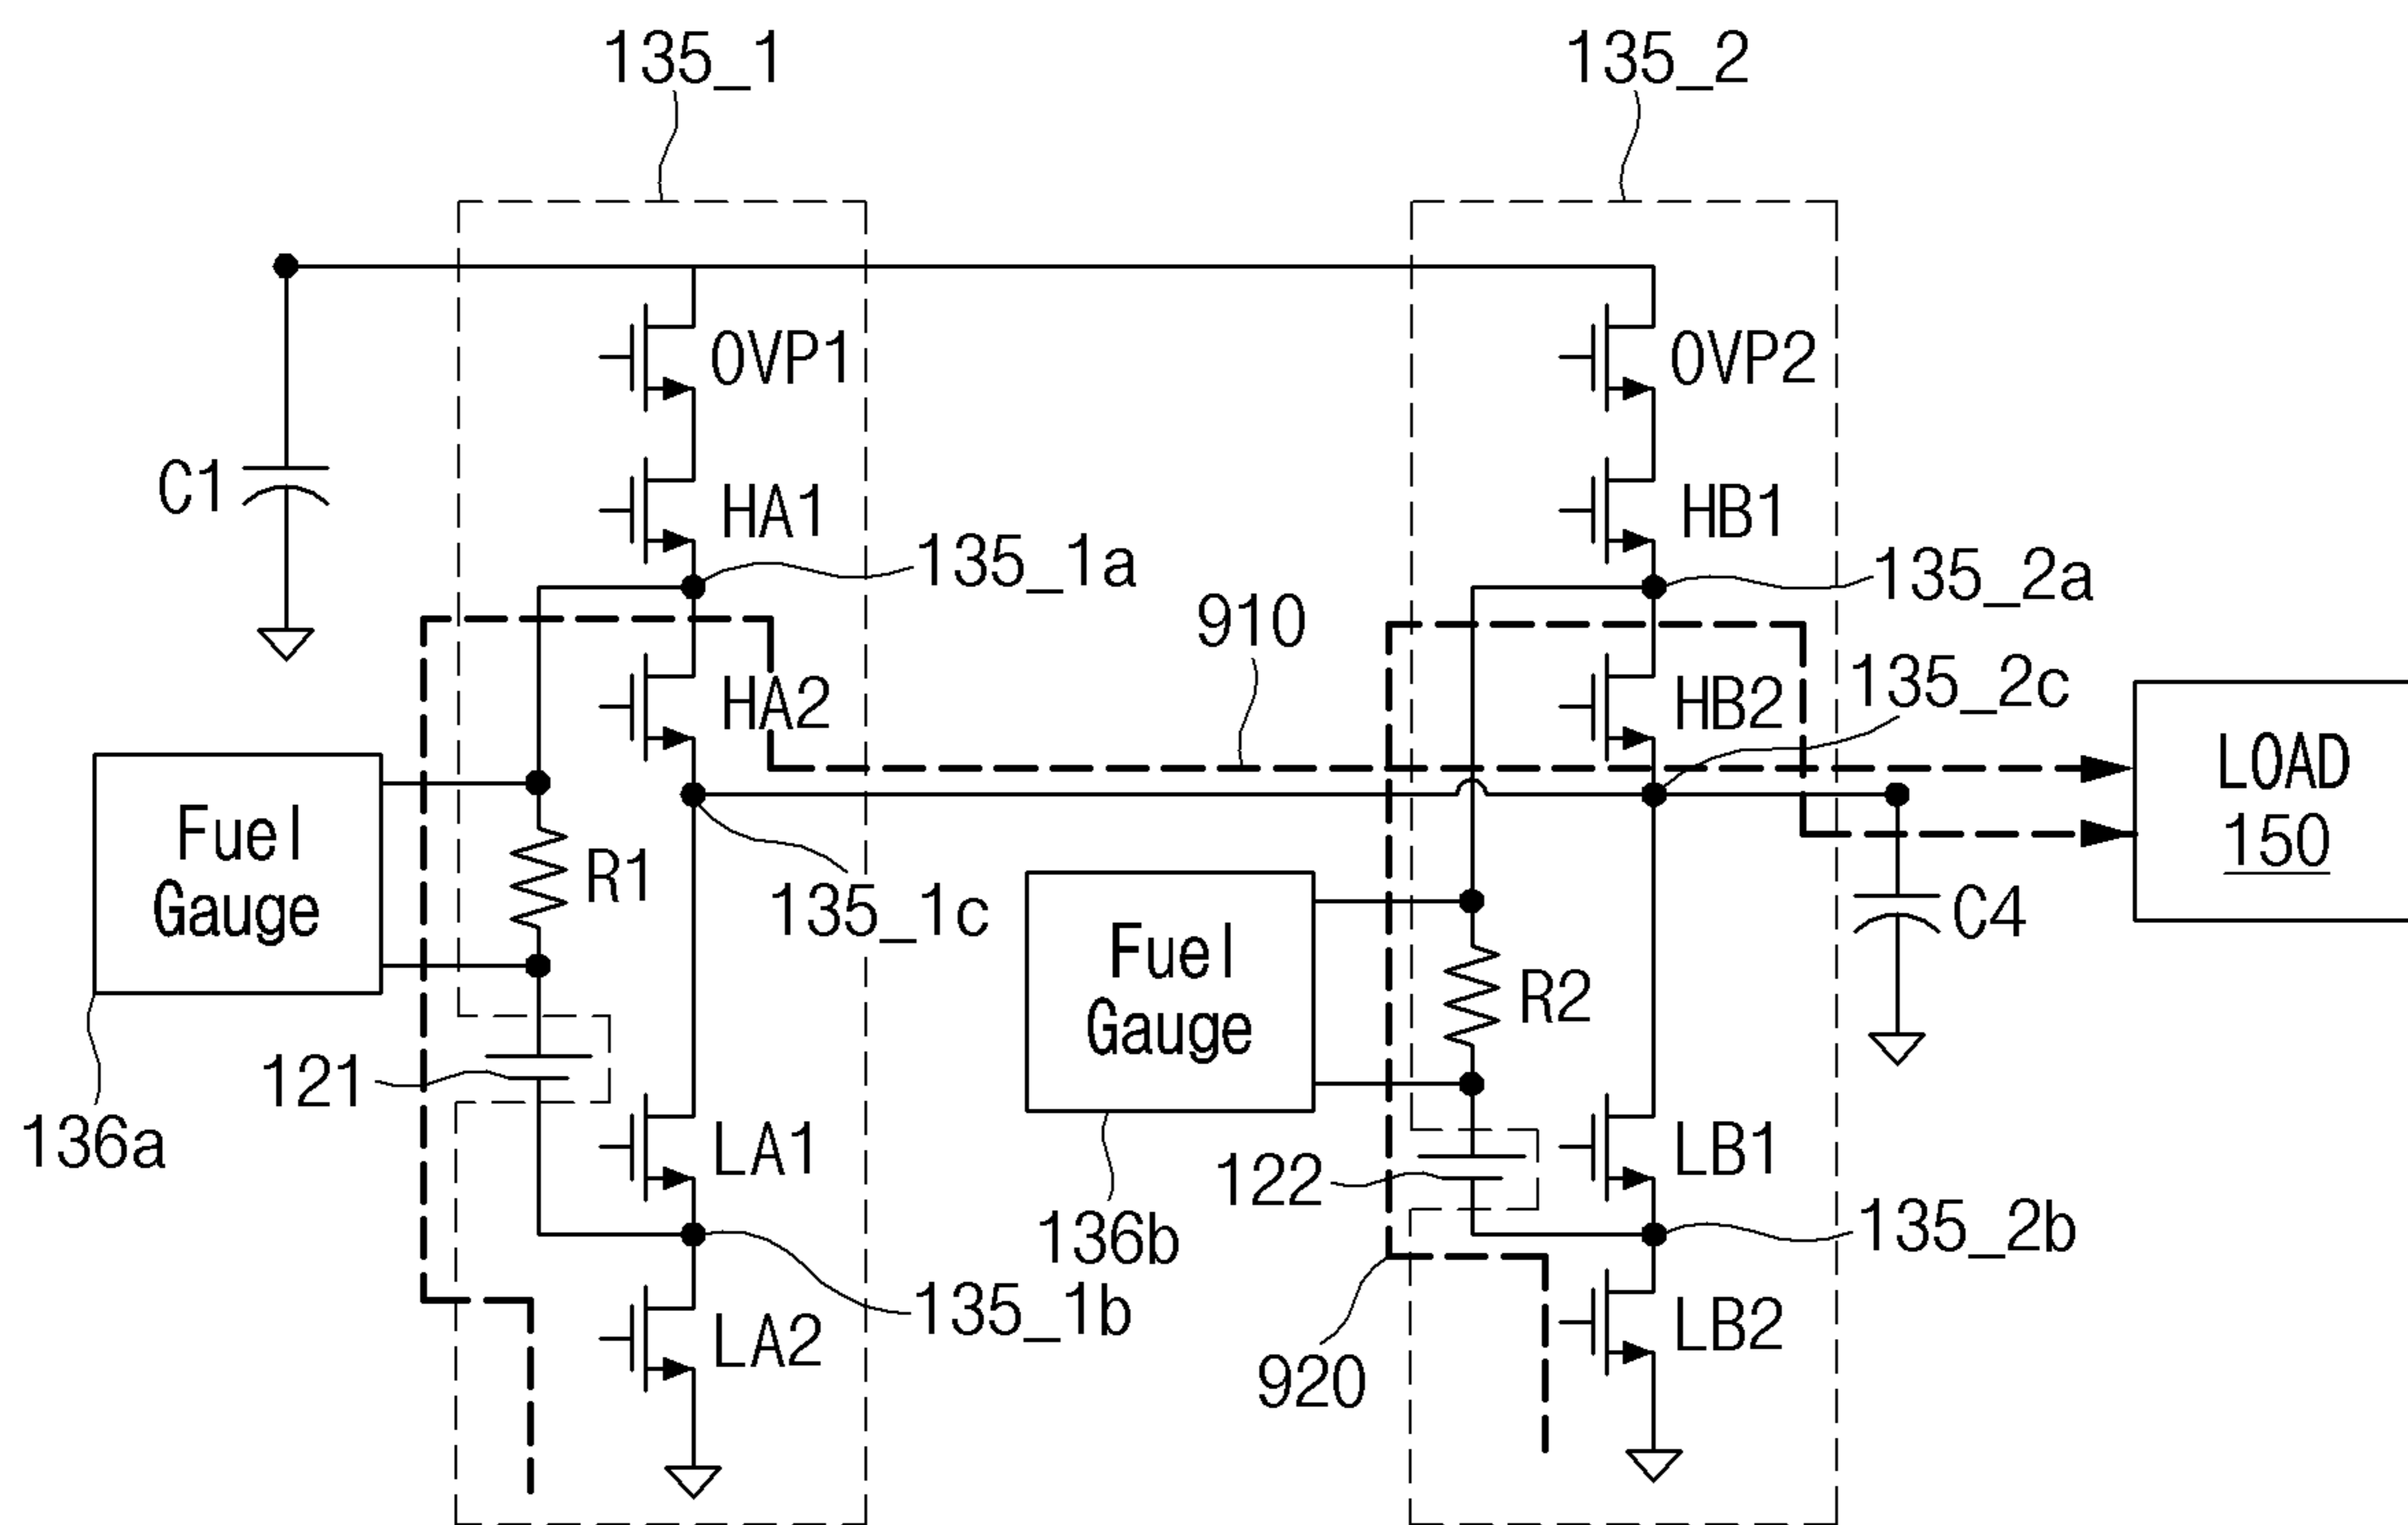 135_1
135_2
OVP1
OVP2
C1
HA1
HB1
135_1a
135_2a
910
HA2
HB2
135_2c
LOAD
150
Fuel
Gauge
R1
135_1c
C4
Fuel
Gauge
R2
121
136a
LA1
122
LB1
136b
135_2b
135_1b
LA2
LB2
920